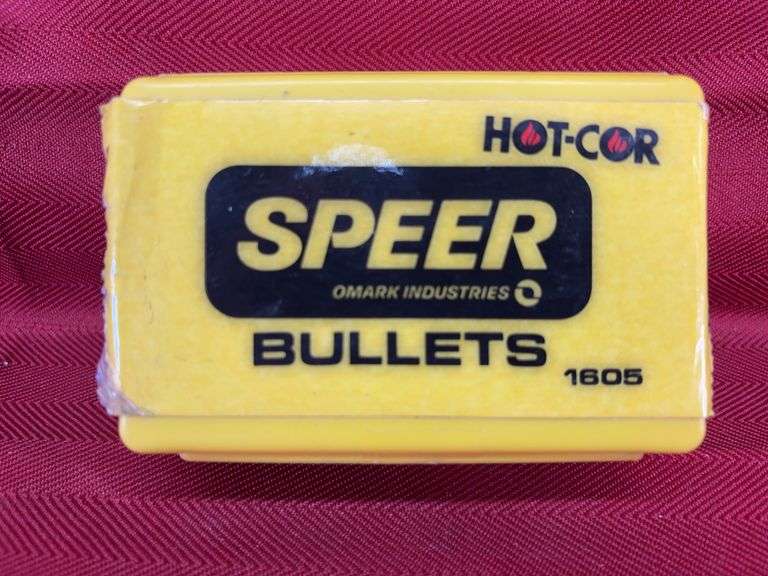 HOT-COR
SPEER
OMARK INDUSTRIES
BULLETS
1605